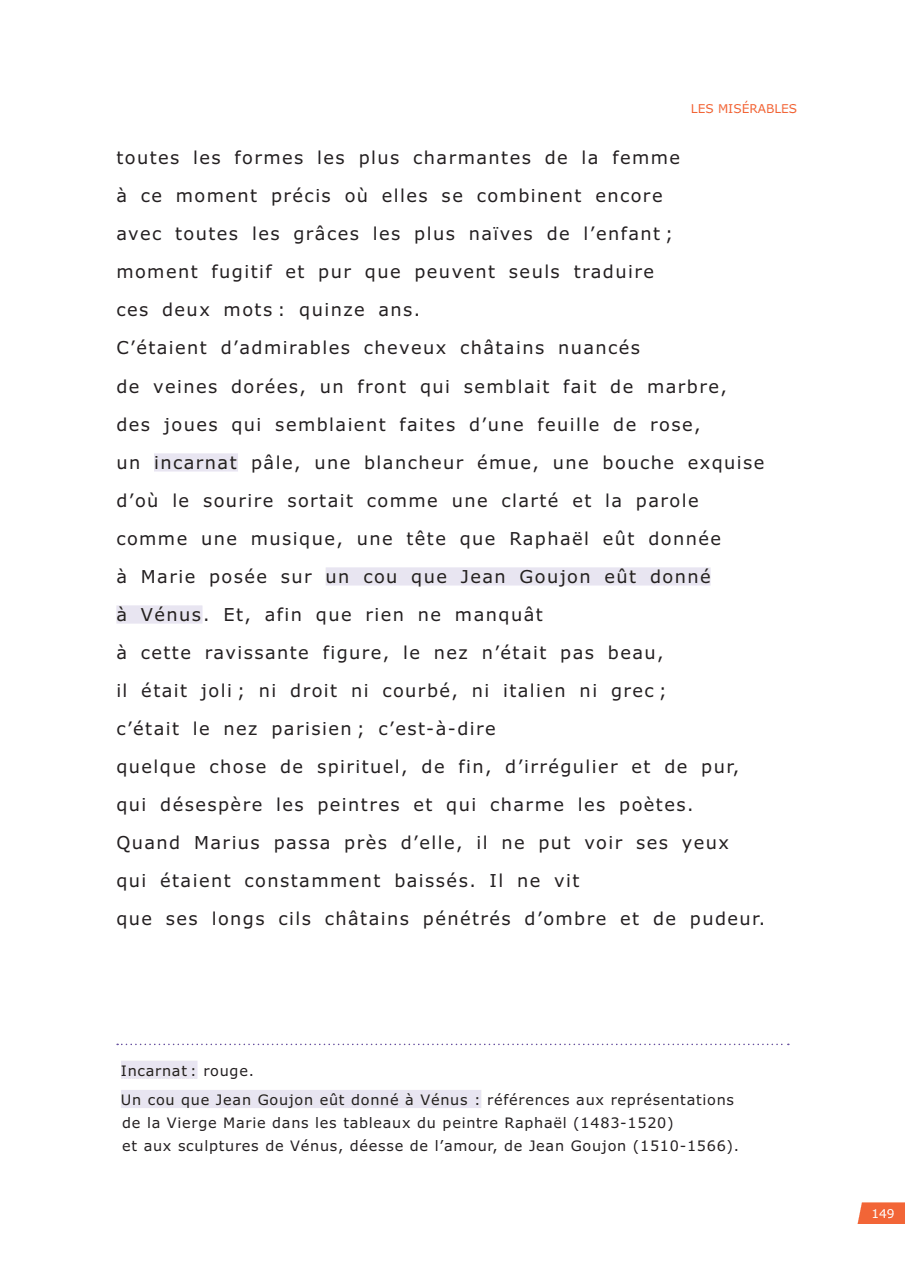 LES MISÉRABLES
toutes les formes les plus charmantes de la femme
à ce moment précis où elles se combinent encore
avec toutes les grâces les plus naïves de l’enfant ;
moment fugitif et pur que peuvent seuls traduire
ces deux mots : quinze ans.
C’étaient d’admirables cheveux châtains nuancés
de veines dorées, un front qui semblait fait de marbre,
des joues qui semblaient faites d’une feuille de rose,
un incarnat pâle, une blancheur émue, une bouche exquise
d’où le sourire sortait comme une clarté et la parole
comme une musique, une tête que Raphaël eût donnée
à Marie posée sur un cou que Jean Goujon eût donné
à Vénus. Et, afin que rien ne manquât
à cette ravissante figure, le nez n’était pas beau,
il était joli ; ni droit ni courbé, ni italien ni grec ;
c’était le nez parisien ; c’est-à-dire
quelque chose de spirituel, de fin, d’irrégulier et de pur,
qui désespère les peintres et qui charme les poètes.
Quand Marius passa près d’elle, il ne put voir ses yeux
qui étaient constamment baissés. Il ne vit
que ses longs cils châtains pénétrés d’ombre et de pudeur.
Incarnat : rouge.
Un cou que Jean Goujon eût donné à Vénus : références aux représentations
de la Vierge Marie dans les tableaux du peintre Raphaël (1483-1520)
et aux sculptures de Vénus, déesse de l’amour, de Jean Goujon (1510-1566).
149